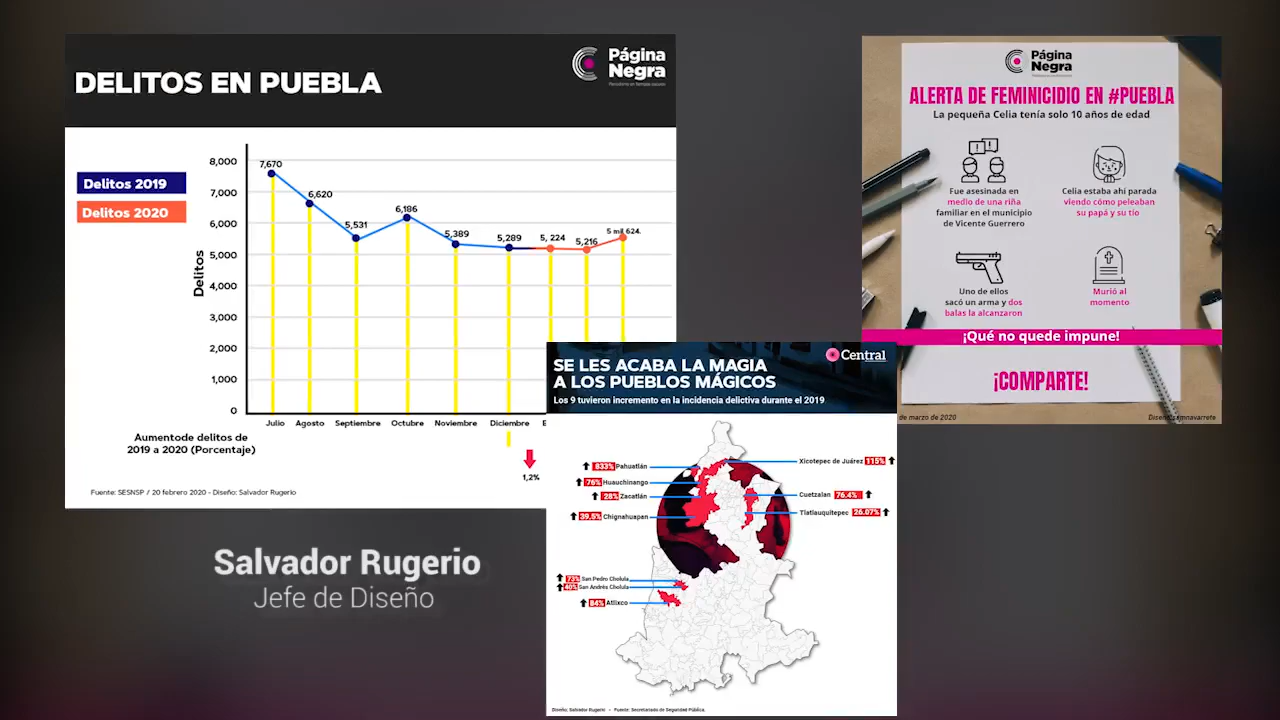 DELITOS EN PUEBLA
Página
Negra
Delitos 2019
Delitos 2020
Delitos
8,000
7,000
6,000
5,000
4,000
3,000
2,000
1,000
0
7,670
6,620
5,531
6,186
5,389
5,289
5, 224
5,216
5 mil 624.
Julio
Agosto
Septiembre
Octubre
Noviembre
Diciembre
E
Aumentode delitos de
2019 a 2020 (Porcentaje)
1,2%
Fuente: SESNSP / 20 febrero 2020 - Diseño: Salvador Rugerio
Página
Negra
ALERTA DE FEMINICIDIO EN #PUEBLA
La pequeña Celia tenía solo 10 años de edad
Fue asesinada en
medio de una riña
familiar en el municipio
de Vicente Guerrero
Celia estaba ahí parada
viendo cómo peleaban
su papá y su tío
Uno de ellos
sacó un arma y dos
balas la alcanzaron
Murió al
momento
¡Qué no quede impune!
¡COMPARTE!
de marzo de 2020
Central
SE LES ACABA LA MAGIA
A LOS PUEBLOS MÁGICOS
Los 9 tuvieron incremento en la incidencia delictiva durante el 2019
833% Pahuatlán
76% Huauchinango
28% Zacatlán
39.5% Chignahuapan
Xicotepec de Juárez 115%
Cuetzalan 76.4%
Tlatlauquitepec 26.07%
73% San Pedro Cholula
40% San Andrés Cholula
84% Atlixco
Diseño: Salvador Rugerio - Fuente: Secretariado de Seguridad Pública.
Salvador Rugerio
Jefe de Diseño